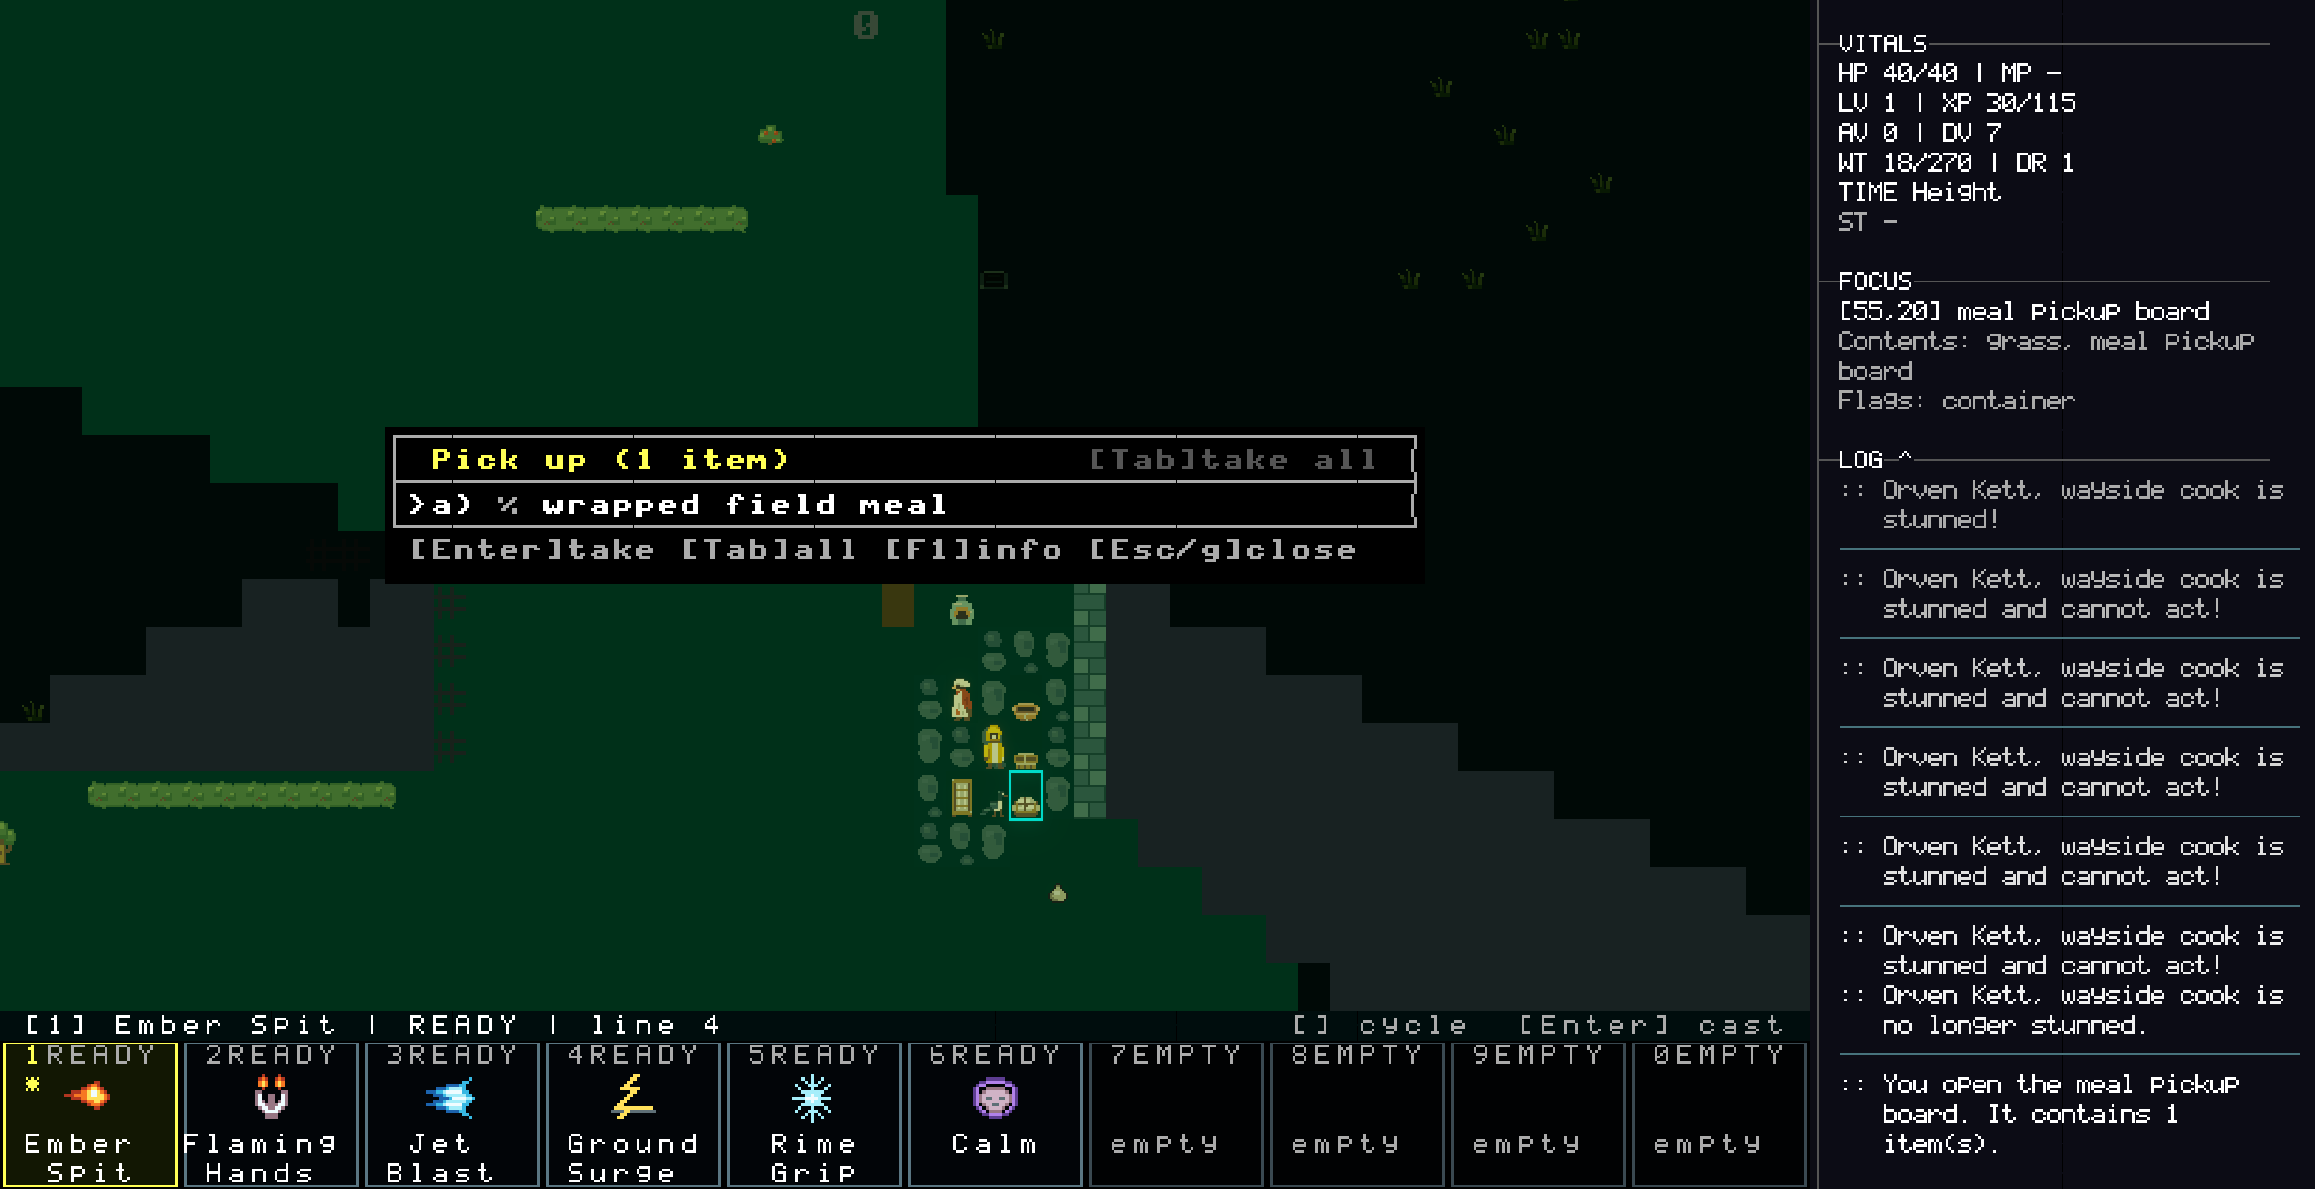 VITALS
HP 40/40 | MP -
LV 1 | XP 30/115
AV 0 | DV 7
WT 18/270 | DR 1
TIME Height
ST -
FOCUS
[55,20] meal pickup board
Contents: grass, meal pickup
board
Flags: container
LOG ^
:: Orven Kett, wayside cook is
stunned!
:: Orven Kett, wayside cook is
stunned and cannot act!
:: Orven Kett, wayside cook is
stunned and cannot act!
:: Orven Kett, wayside cook is
stunned and cannot act!
:: Orven Kett, wayside cook is
stunned and cannot act!
:: Orven Kett, wayside cook is
stunned and cannot act!
:: Orven Kett, wayside cook is
no longer stunned.
:: You open the meal pickup
board. It contains 1
item(s).
Pick up (1 item) [Tab]take all
>a) % wrapped field meal
[Enter]take [Tab]all [F1]info [Esc/g]close
[1] Ember Spit | READY | line 4 [] cycle [Enter] cast
1READY 2READY 3READY 4READY 5READY 6READY 7EMPTY 8EMPTY 9EMPTY 0EMPTY
*
Ember Flaming Jet Ground Rime Calm empty empty empty empty
Spit Hands Blast Surge Grip